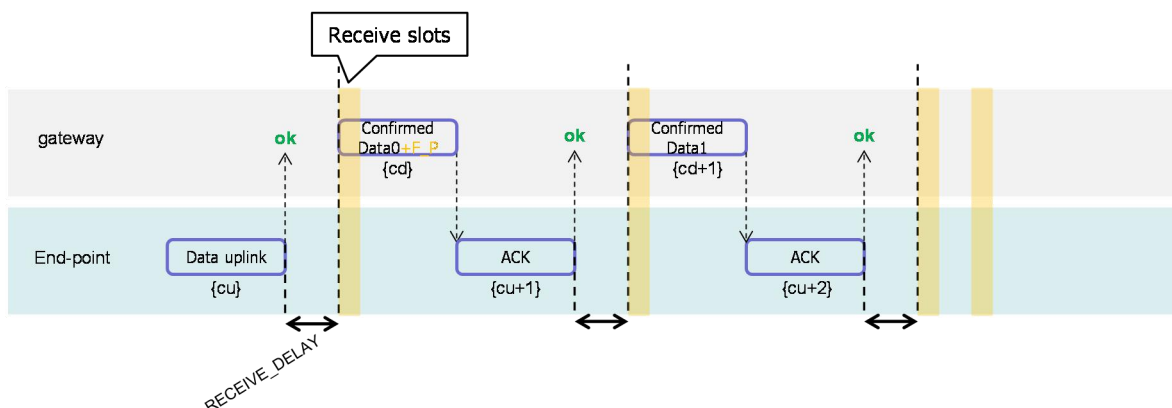 Receive slots
gateway
ok
Confirmed
Data0+F_P
{cd}
ok
Confirmed
Data1
{cd+1}
ok
End-point
Data uplink
{cu}
ACK
{cu+1}
ACK
{cu+2}
RECEIVE_DELAY